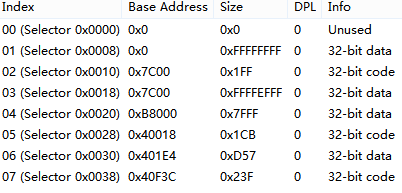 Index Base Address Size DPL Info
00 (Selector 0x0000) 0x0 0x0 0 Unused
01 (Selector 0x0008) 0x0 0xFFFFFFFF 0 32-bit data
02 (Selector 0x0010) 0x7C00 0x1FF 0 32-bit code
03 (Selector 0x0018) 0x7C00 0xFFFFEFFF 0 32-bit data
04 (Selector 0x0020) 0xB8000 0x7FFF 0 32-bit data
05 (Selector 0x0028) 0x40018 0x1CB 0 32-bit code
06 (Selector 0x0030) 0x401E4 0xD57 0 32-bit data
07 (Selector 0x0038) 0x40F3C 0x23F 0 32-bit code